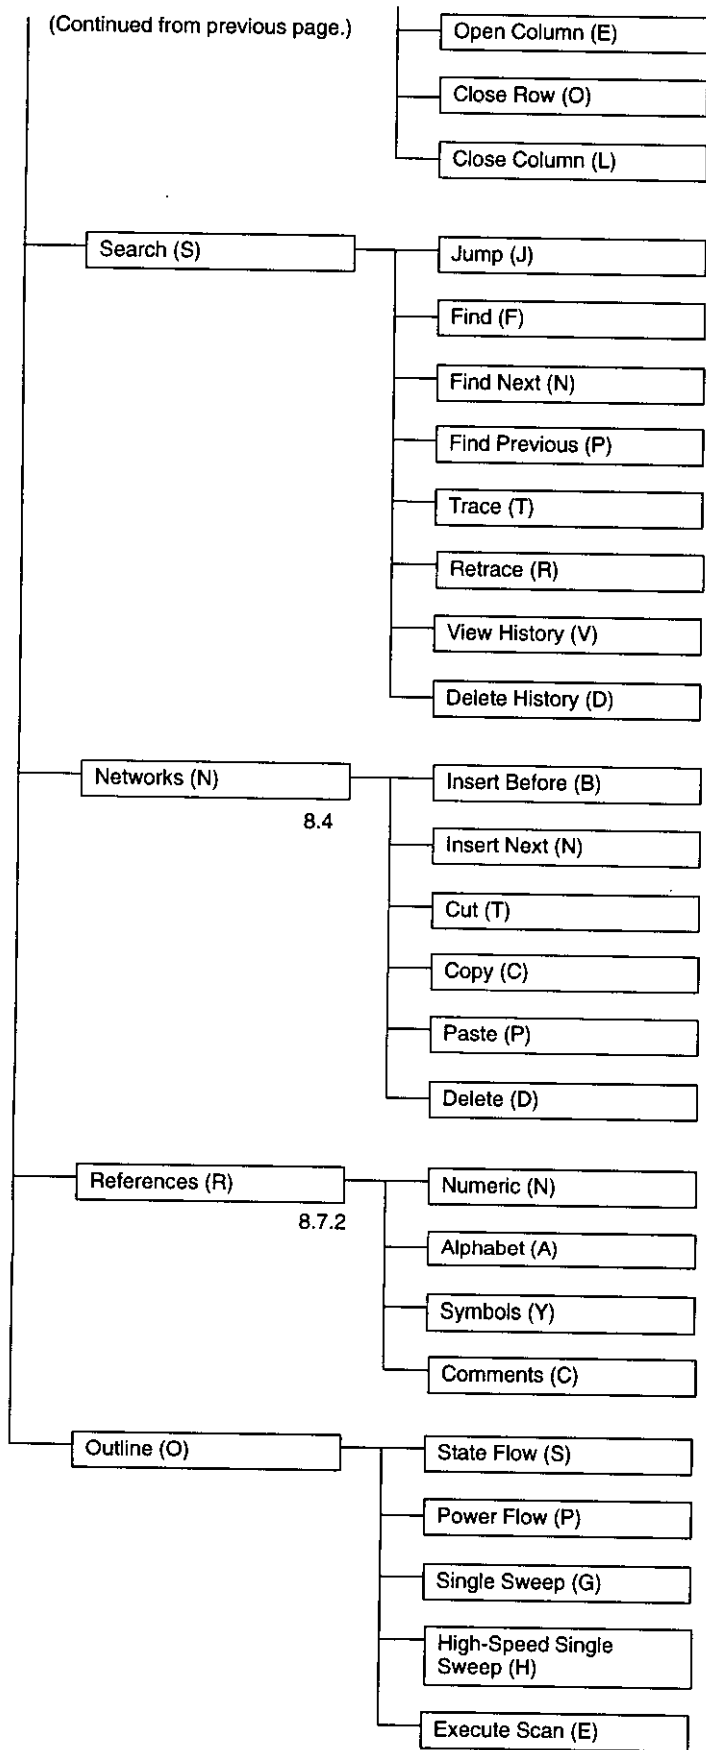 (Continued from previous page.)
Open Column (E)
Close Row (O)
Close Column (L)
Search (S)
Jump (J)
Find (F)
Find Next (N)
Find Previous (P)
Trace (T)
Retrace (R)
View History (V)
Delete History (D)
Networks (N)
8.4
Insert Before (B)
Insert Next (N)
Cut (T)
Copy (C)
Paste (P)
Delete (D)
References (R)
8.7.2
Numeric (N)
Alphabet (A)
Symbols (Y)
Comments (C)
Outline (O)
State Flow (S)
Power Flow (P)
Single Sweep (G)
High-Speed Single
Sweep (H)
Execute Scan (E)